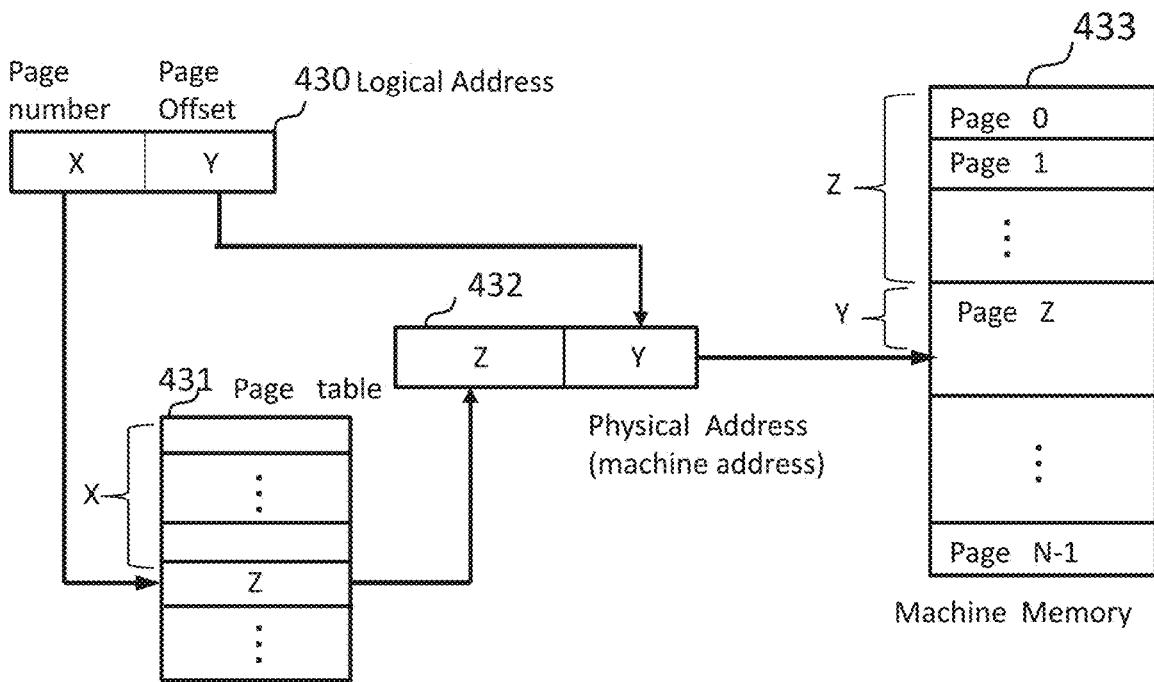 Page number
Page Offset
430 Logical Address
X
Y
432
Z
Y
Physical Address
(machine address)
431 Page table
X
⋮
Z
⋮
433
Page 0
Page 1
⋮
Z
Y
Page Z
⋮
Page N-1
Machine Memory